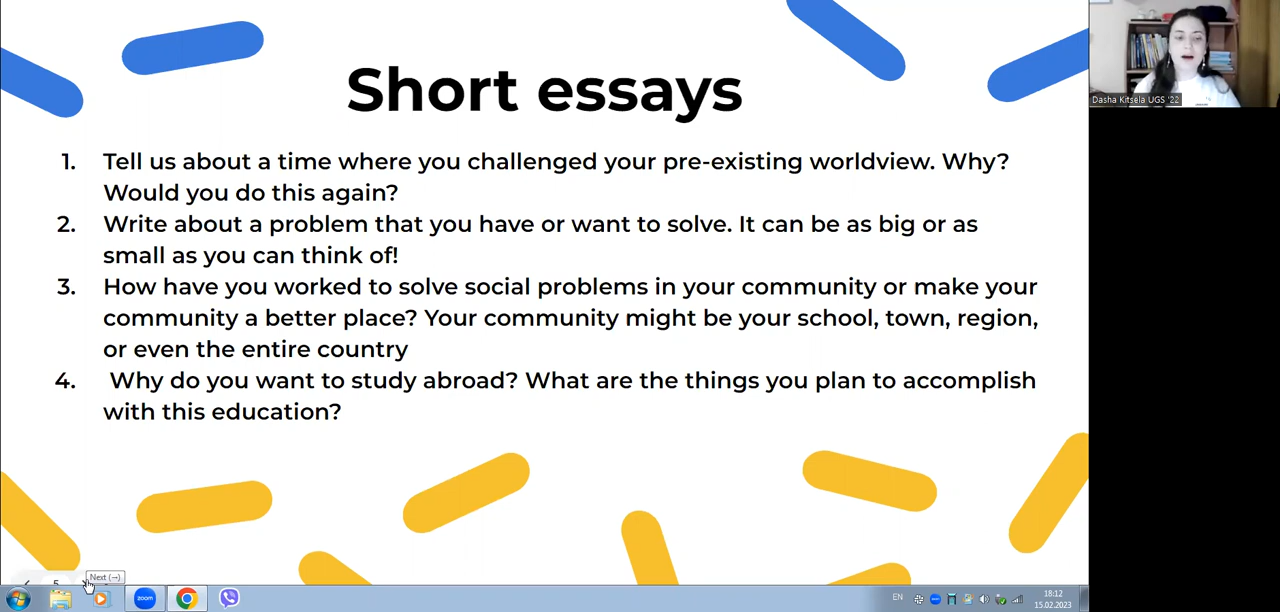 Short essays
1. Tell us about a time where you challenged your pre-existing worldview. Why?
Would you do this again?
2. Write about a problem that you have or want to solve. It can be as big or as
small as you can think of!
3. How have you worked to solve social problems in your community or make your
community a better place? Your community might be your school, town, region,
or even the entire country
4. Why do you want to study abroad? What are the things you plan to accomplish
with this education?
Dasha Kitsela UGS '22
5
Next (→)
zoom
EN
18:12
15.02.2023